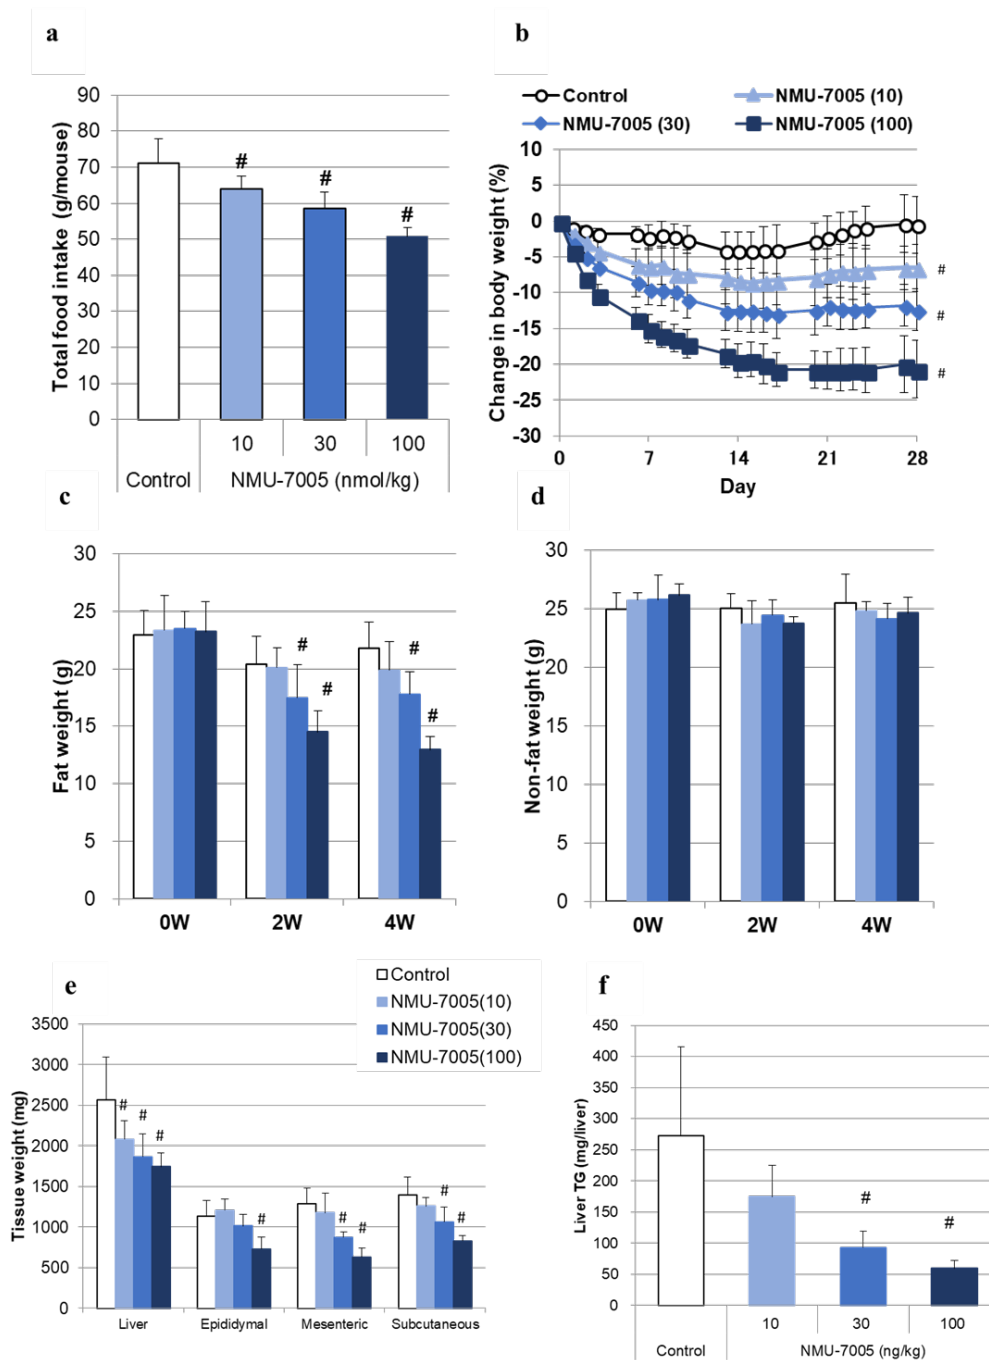 a
Total food intake (g/mouse)
90
80
70
60
50
40
30
20
10
0
#
#
#
10 30 100
Control NMU-7005 (nmol/kg)
b
Control NMU-7005 (10)
NMU-7005 (30) NMU-7005 (100)
Change in body weight (%)
10
5
0
-5
-10
-15
-20
-25
-30
#
#
#
0 7 14 21 28
Day
c
Fat weight (g)
30
25
20
15
10
5
0
# #
# #
0W 2W 4W
d
Non-fat weight (g)
30
25
20
15
10
5
0
0W 2W 4W
e
Control
NMU-7005(10)
NMU-7005(30)
NMU-7005(100)
Tissue weight (mg)
3500
3000
2500
2000
1500
1000
500
0
# # #
#
# #
# #
Liver Epididymal Mesenteric Subcutaneous
f
Liver TG (mg/liver)
450
400
350
300
250
200
150
100
50
0
#
#
10 30 100
Control NMU-7005 (ng/kg)